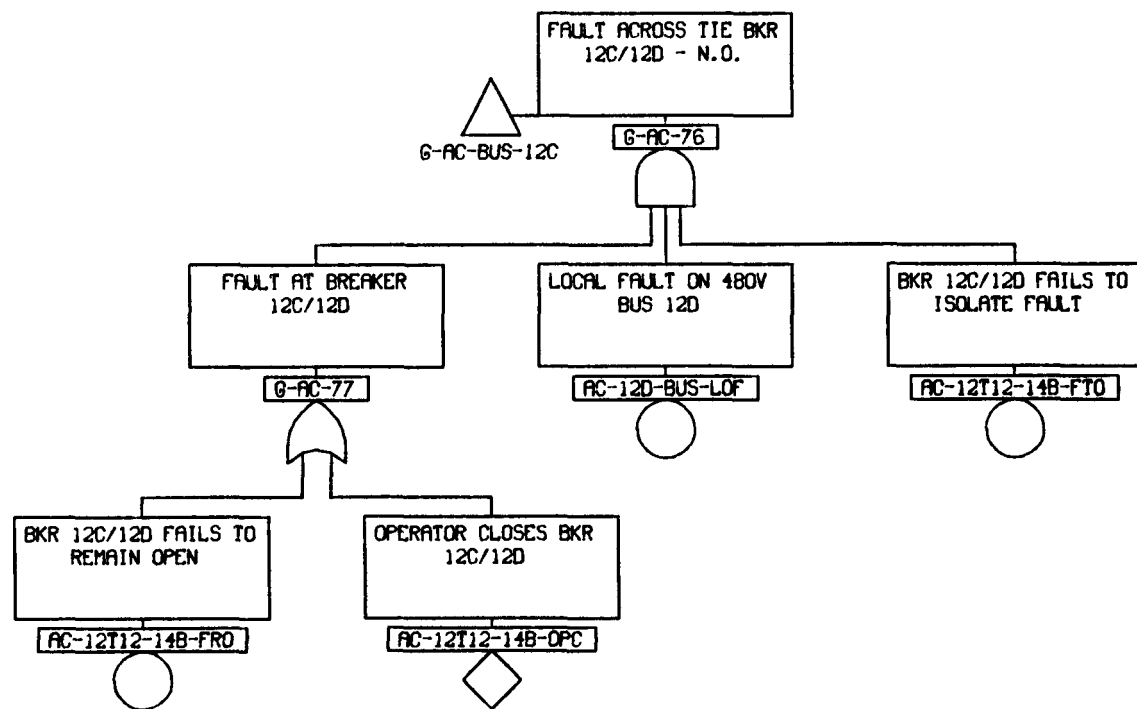 FAULT ACROSS TIE BKR
12C/12D - N.O.
G-AC-BUS-12C
G-AC-76
FAULT AT BREAKER
12C/12D
G-AC-77
LOCAL FAULT ON 480V
BUS 12D
AC-12D-BUS-LOF
BKR 12C/12D FAILS TO
ISOLATE FAULT
AC-12T12-14B-FTO
BKR 12C/12D FAILS TO
REMAIN OPEN
AC-12T12-14B-FRO
OPERATOR CLOSES BKR
12C/12D
AC-12T12-14B-OPC